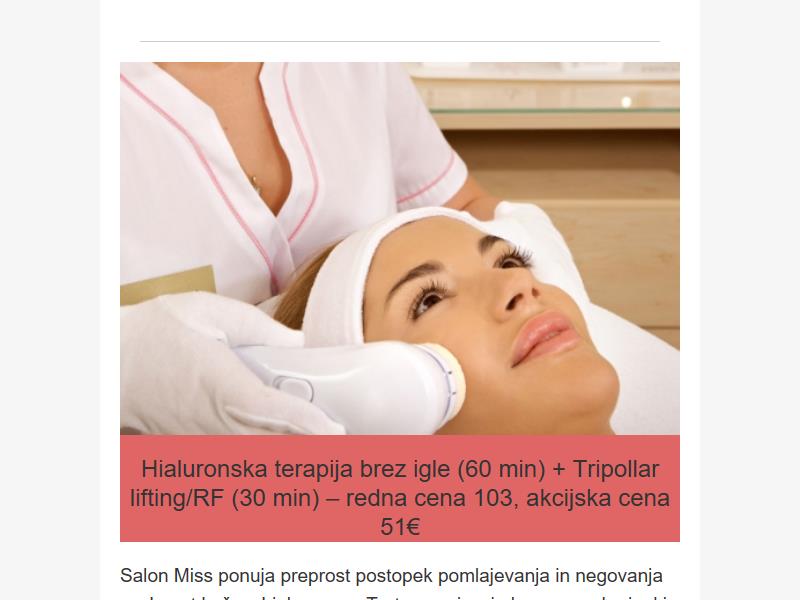 Hialuronska terapija brez igle (60 min) + Tripollar
lifting/RF (30 min) – redna cena 103, akcijska cena
51€
Salon Miss ponuja preprost postopek pomlajevanja in negovanja